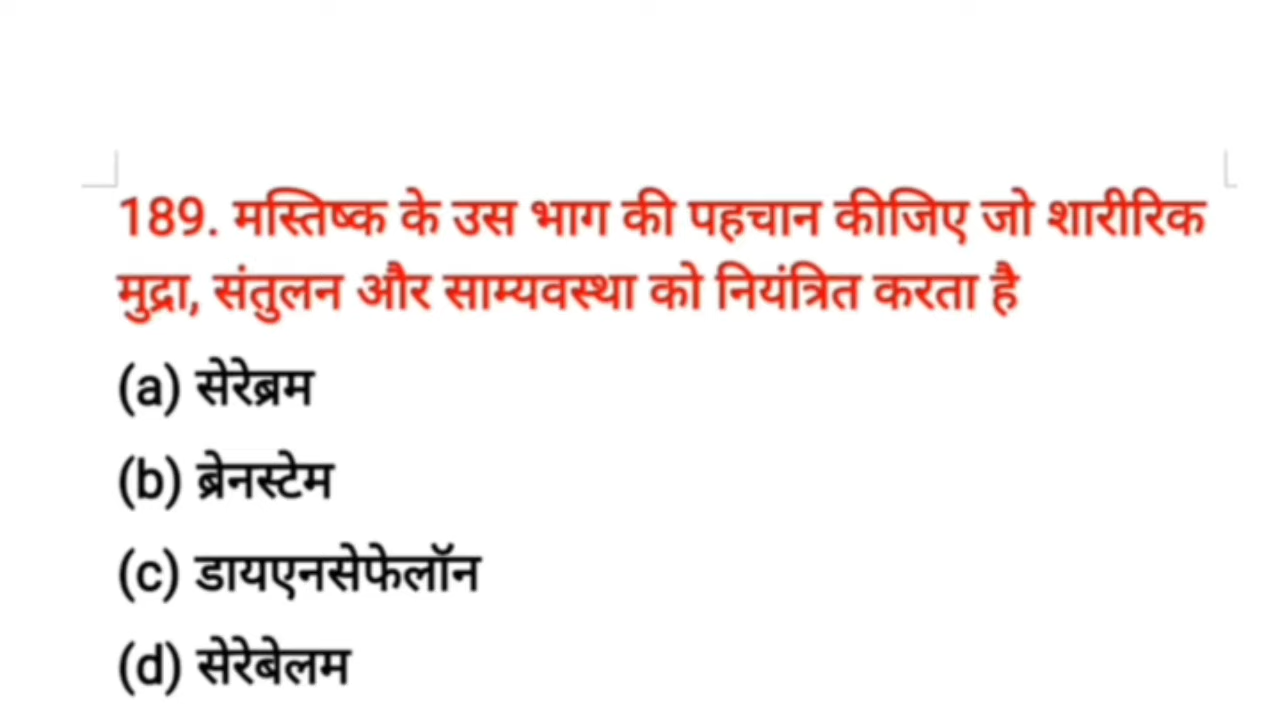 189. मस्तिष्क के उस भाग की पहचान कीजिए जो शारीरिक
मुद्रा, संतुलन और साम्यवस्था को नियंत्रित करता है
(a) सेरेब्रम
(b) ब्रेनस्टेम
(c) डायएनसेफेलॉन
(d) सेरेबेलम